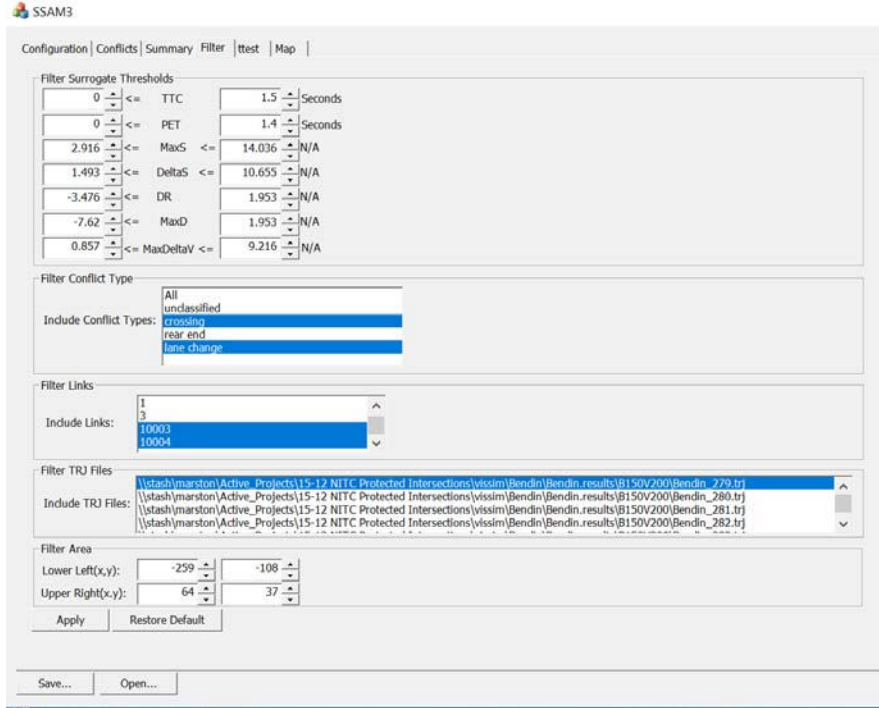 SSAM3
Configuration | Conflicts | Summary Filter | ttest | Map |
Filter Surrogate Thresholds
0 <= TTC 1.5 Seconds
0 <= PET 1.4 Seconds
2.916 <= MaxS <= 14.036 N/A
1.493 <= DeltaS <= 10.655 N/A
-3.476 <= DR 1.953 N/A
-7.62 <= MaxD 1.953 N/A
0.857 <= MaxDeltaV <= 9.216 N/A
Filter Conflict Type
Include Conflict Types:
All
unclassified
crossing
rear end
lane change
Filter Links
Include Links:
1
3
10003
10004
Filter TRJ Files
Include TRJ Files:
\\stash\marston\Active_Projects\15-12 NITC Protected Intersections\vissim\Bendin\Bendin.results\B150V200\Bendin_279.trj
\\stash\marston\Active_Projects\15-12 NITC Protected Intersections\vissim\Bendin\Bendin.results\B150V200\Bendin_280.trj
\\stash\marston\Active_Projects\15-12 NITC Protected Intersections\vissim\Bendin\Bendin.results\B150V200\Bendin_281.trj
\\stash\marston\Active_Projects\15-12 NITC Protected Intersections\vissim\Bendin\Bendin.results\B150V200\Bendin_282.trj
Filter Area
Lower Left(x,y): -259 -108
Upper Right(x.y): 64 37
Apply Restore Default
Save... Open...